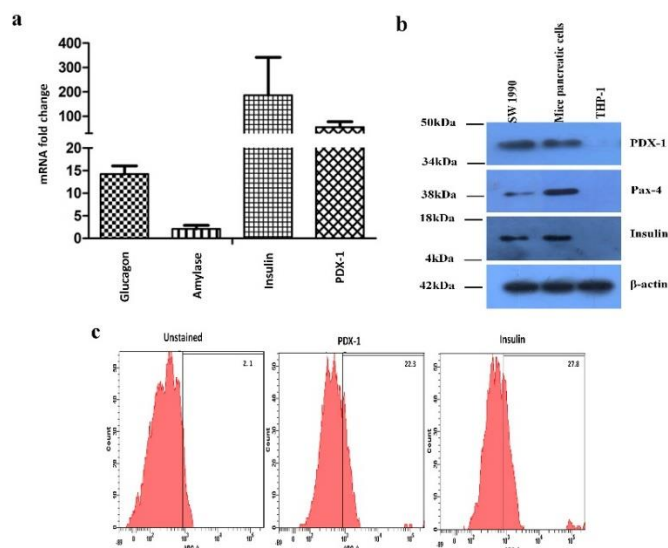 a
mRNA fold change
400
300
200
100
20
15
10
5
0
Glucagon
Amylase
Insulin
PDX-1
b
SW 1990
Mice pancreatic cells
THP-1
50kDa
PDX-1
34kDa
38kDa
Pax-4
18kDa
Insulin
4kDa
42kDa
β-actin
c
Unstained
2.1
Count
PDX-1
22.3
Count
Insulin
27.8
Count